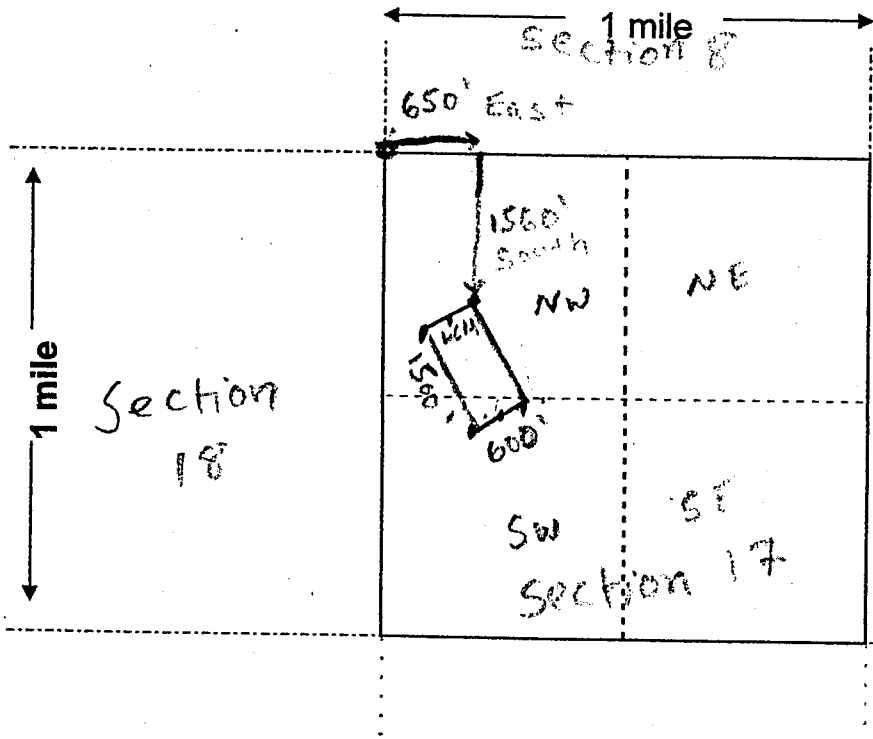 1 mile
Section 8
650' East
1560'
South
NW
NE
1 mile
1500'
600'
Section
18
SW
SE
Section 17